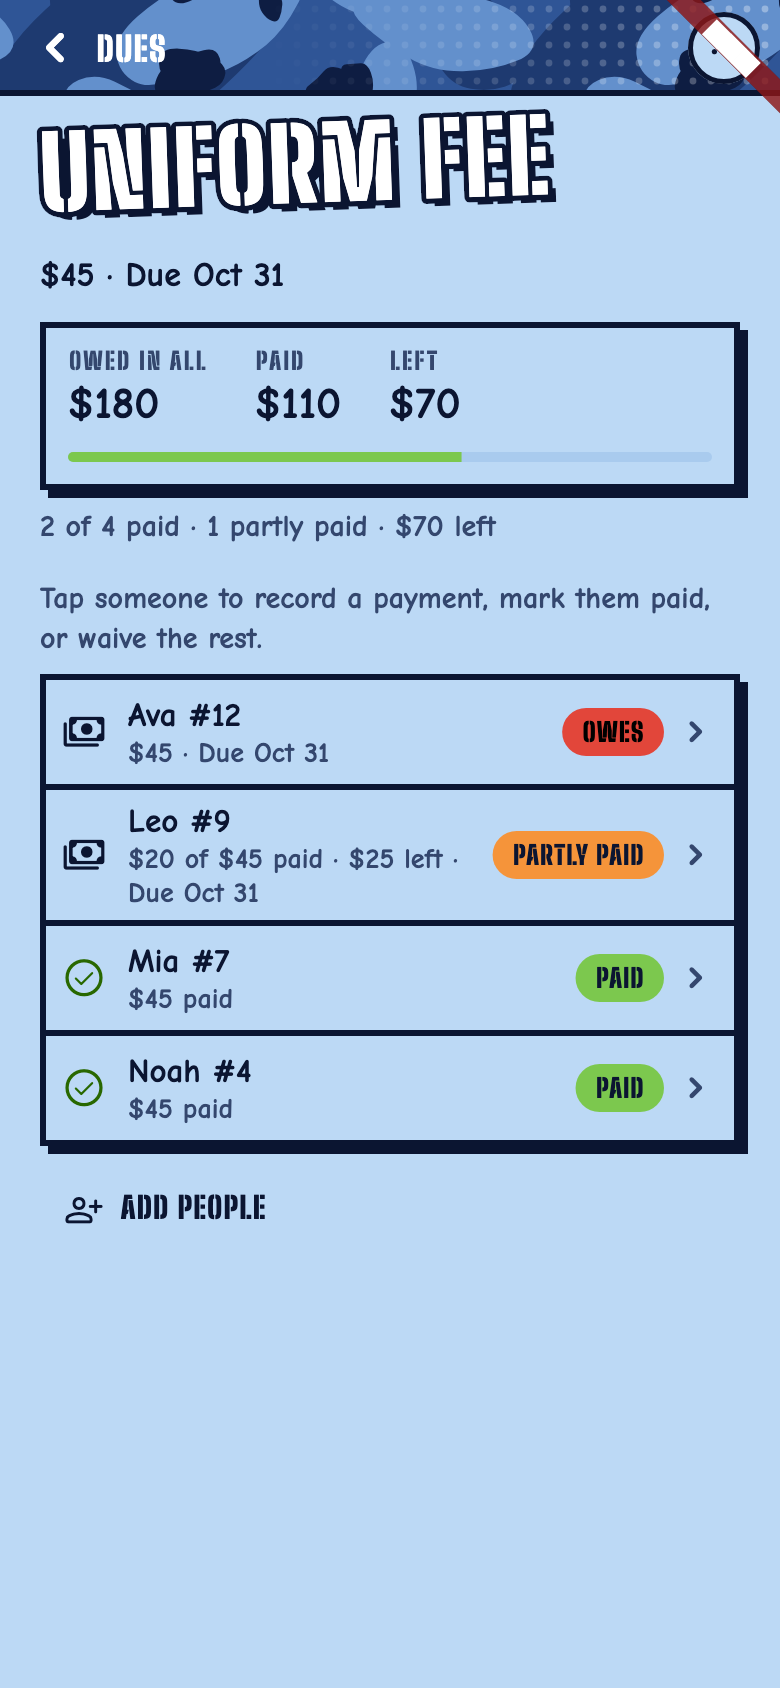 DUES
UNIFORM FEE
$45 · Due Oct 31
OWED IN ALL PAID LEFT
$180 $110 $70
2 of 4 paid · 1 partly paid · $70 left
Tap someone to record a payment, mark them paid,
or waive the rest.
Ava #12
$45 · Due Oct 31
OWES
Leo #9
$20 of $45 paid · $25 left ·
Due Oct 31
PARTLY PAID
Mia #7
$45 paid
PAID
Noah #4
$45 paid
PAID
ADD PEOPLE